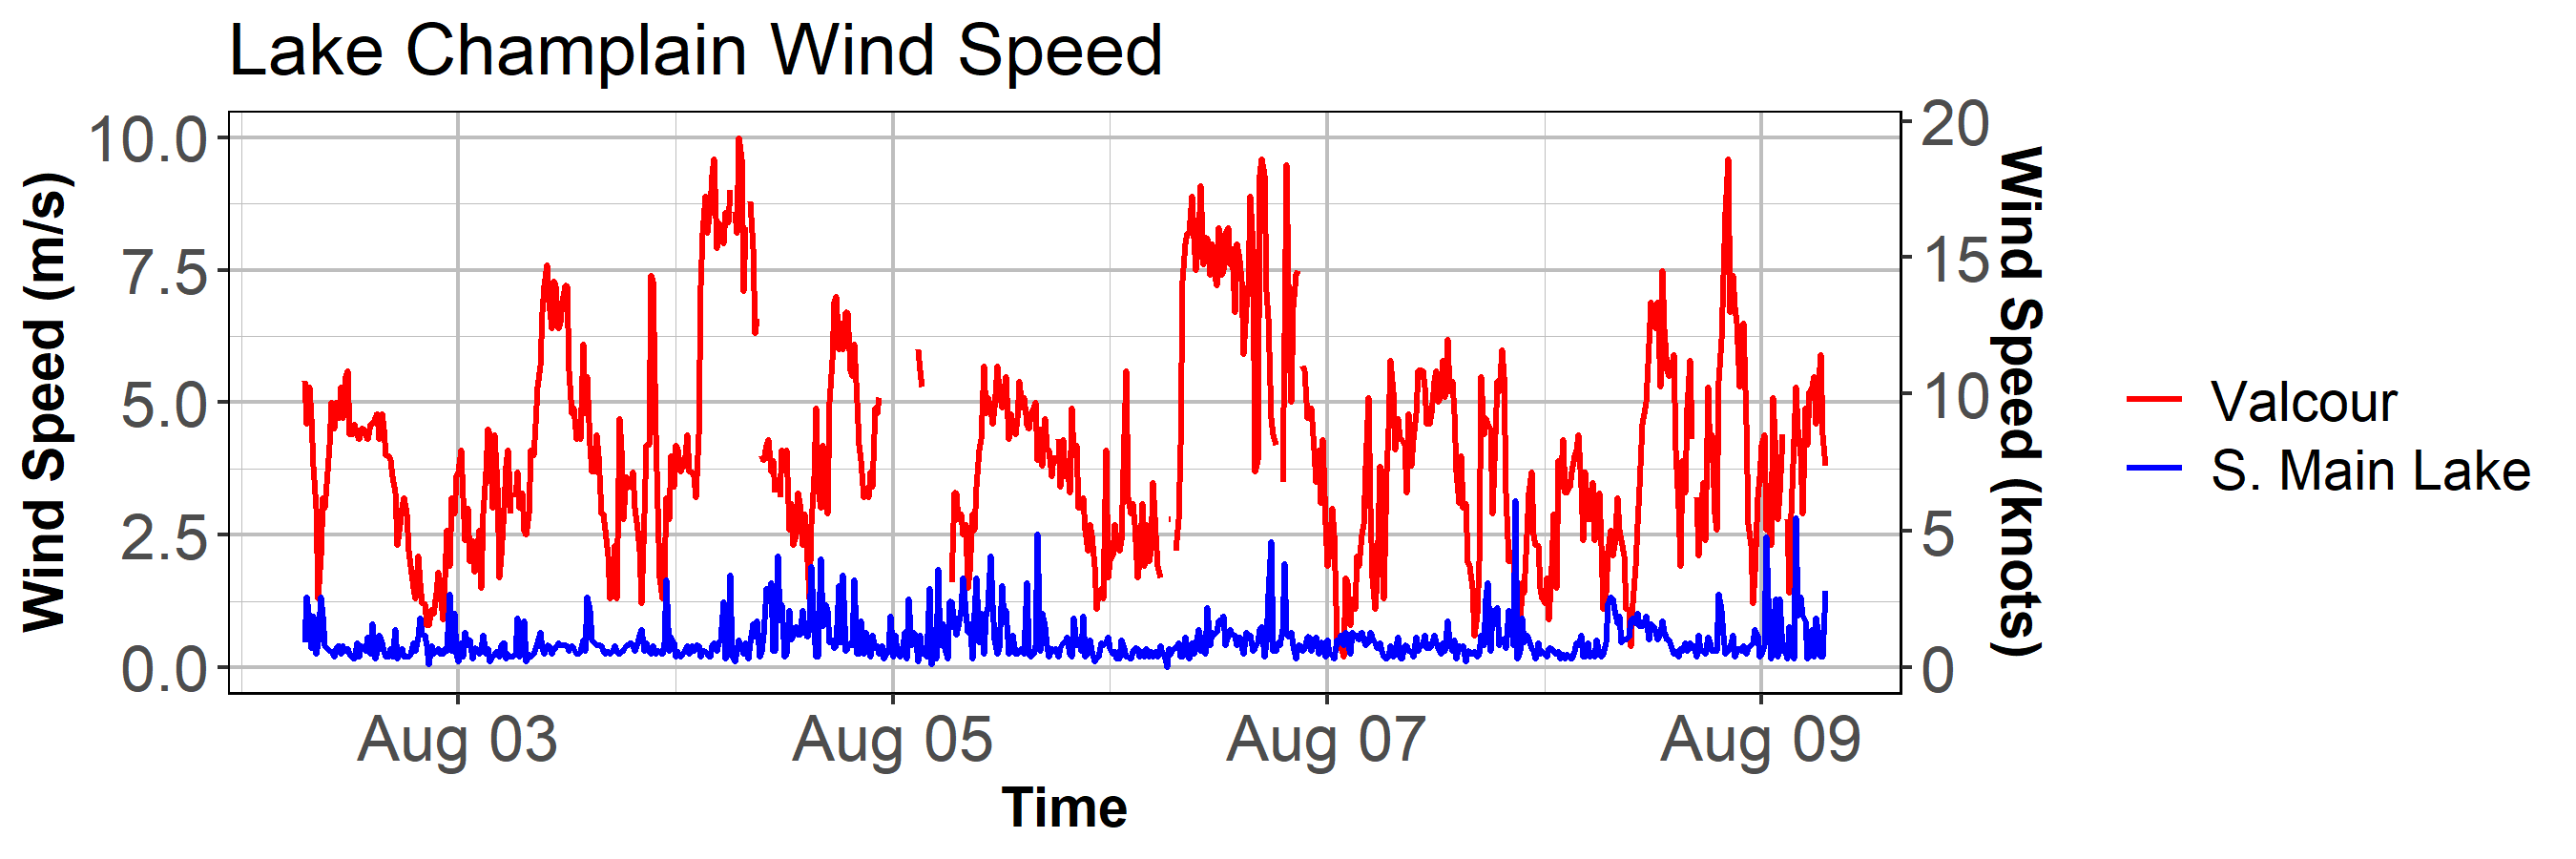 Lake Champlain Wind Speed
Wind Speed (m/s)
10.0
7.5
5.0
2.5
0.0
20
15
10
5
0
Wind Speed (knots)
Aug 03
Aug 05
Aug 07
Aug 09
Time
Valcour
S. Main Lake